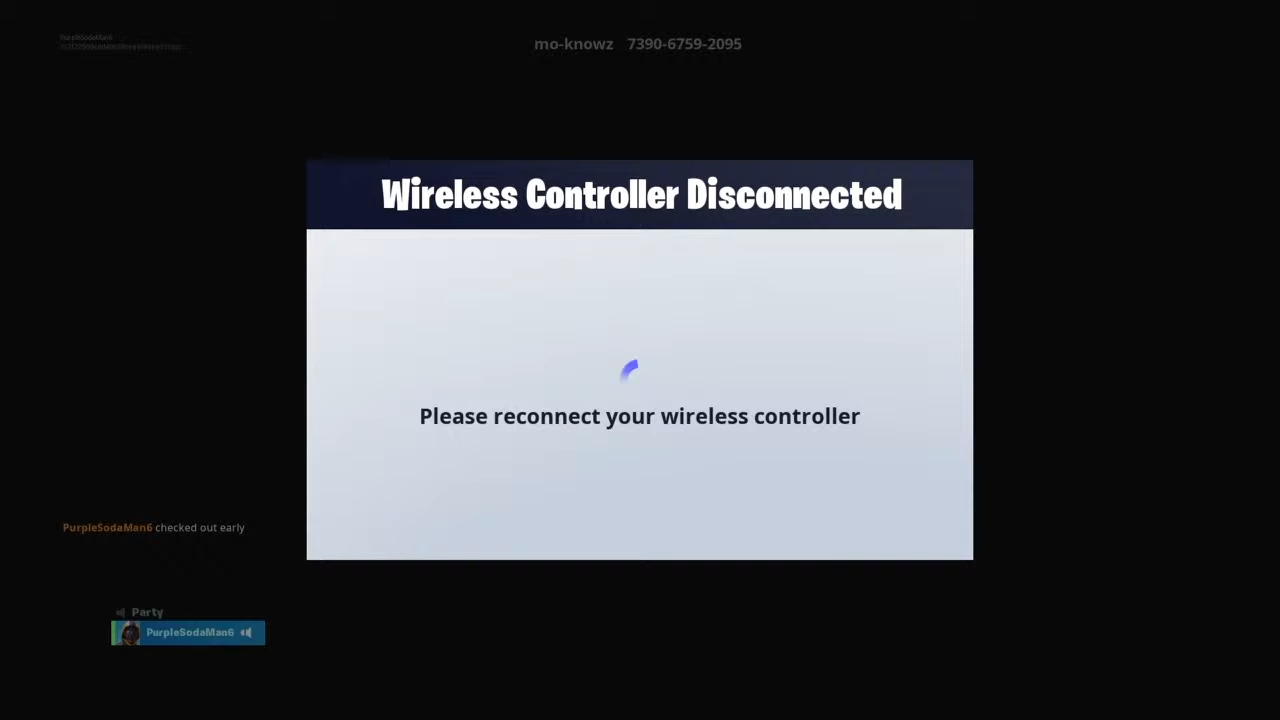 PurpleSodaMan6
mo-knowz 7390-6759-2095
Wireless Controller Disconnected
Please reconnect your wireless controller
PurpleSodaMan6 checked out early
Party
PurpleSodaMan6